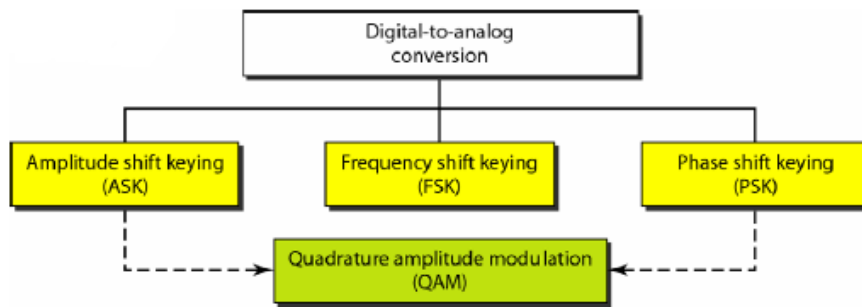 Digital-to-analog
conversion
Amplitude shift keying
(ASK)
Frequency shift keying
(FSK)
Phase shift keying
(PSK)
Quadrature amplitude modulation
(QAM)